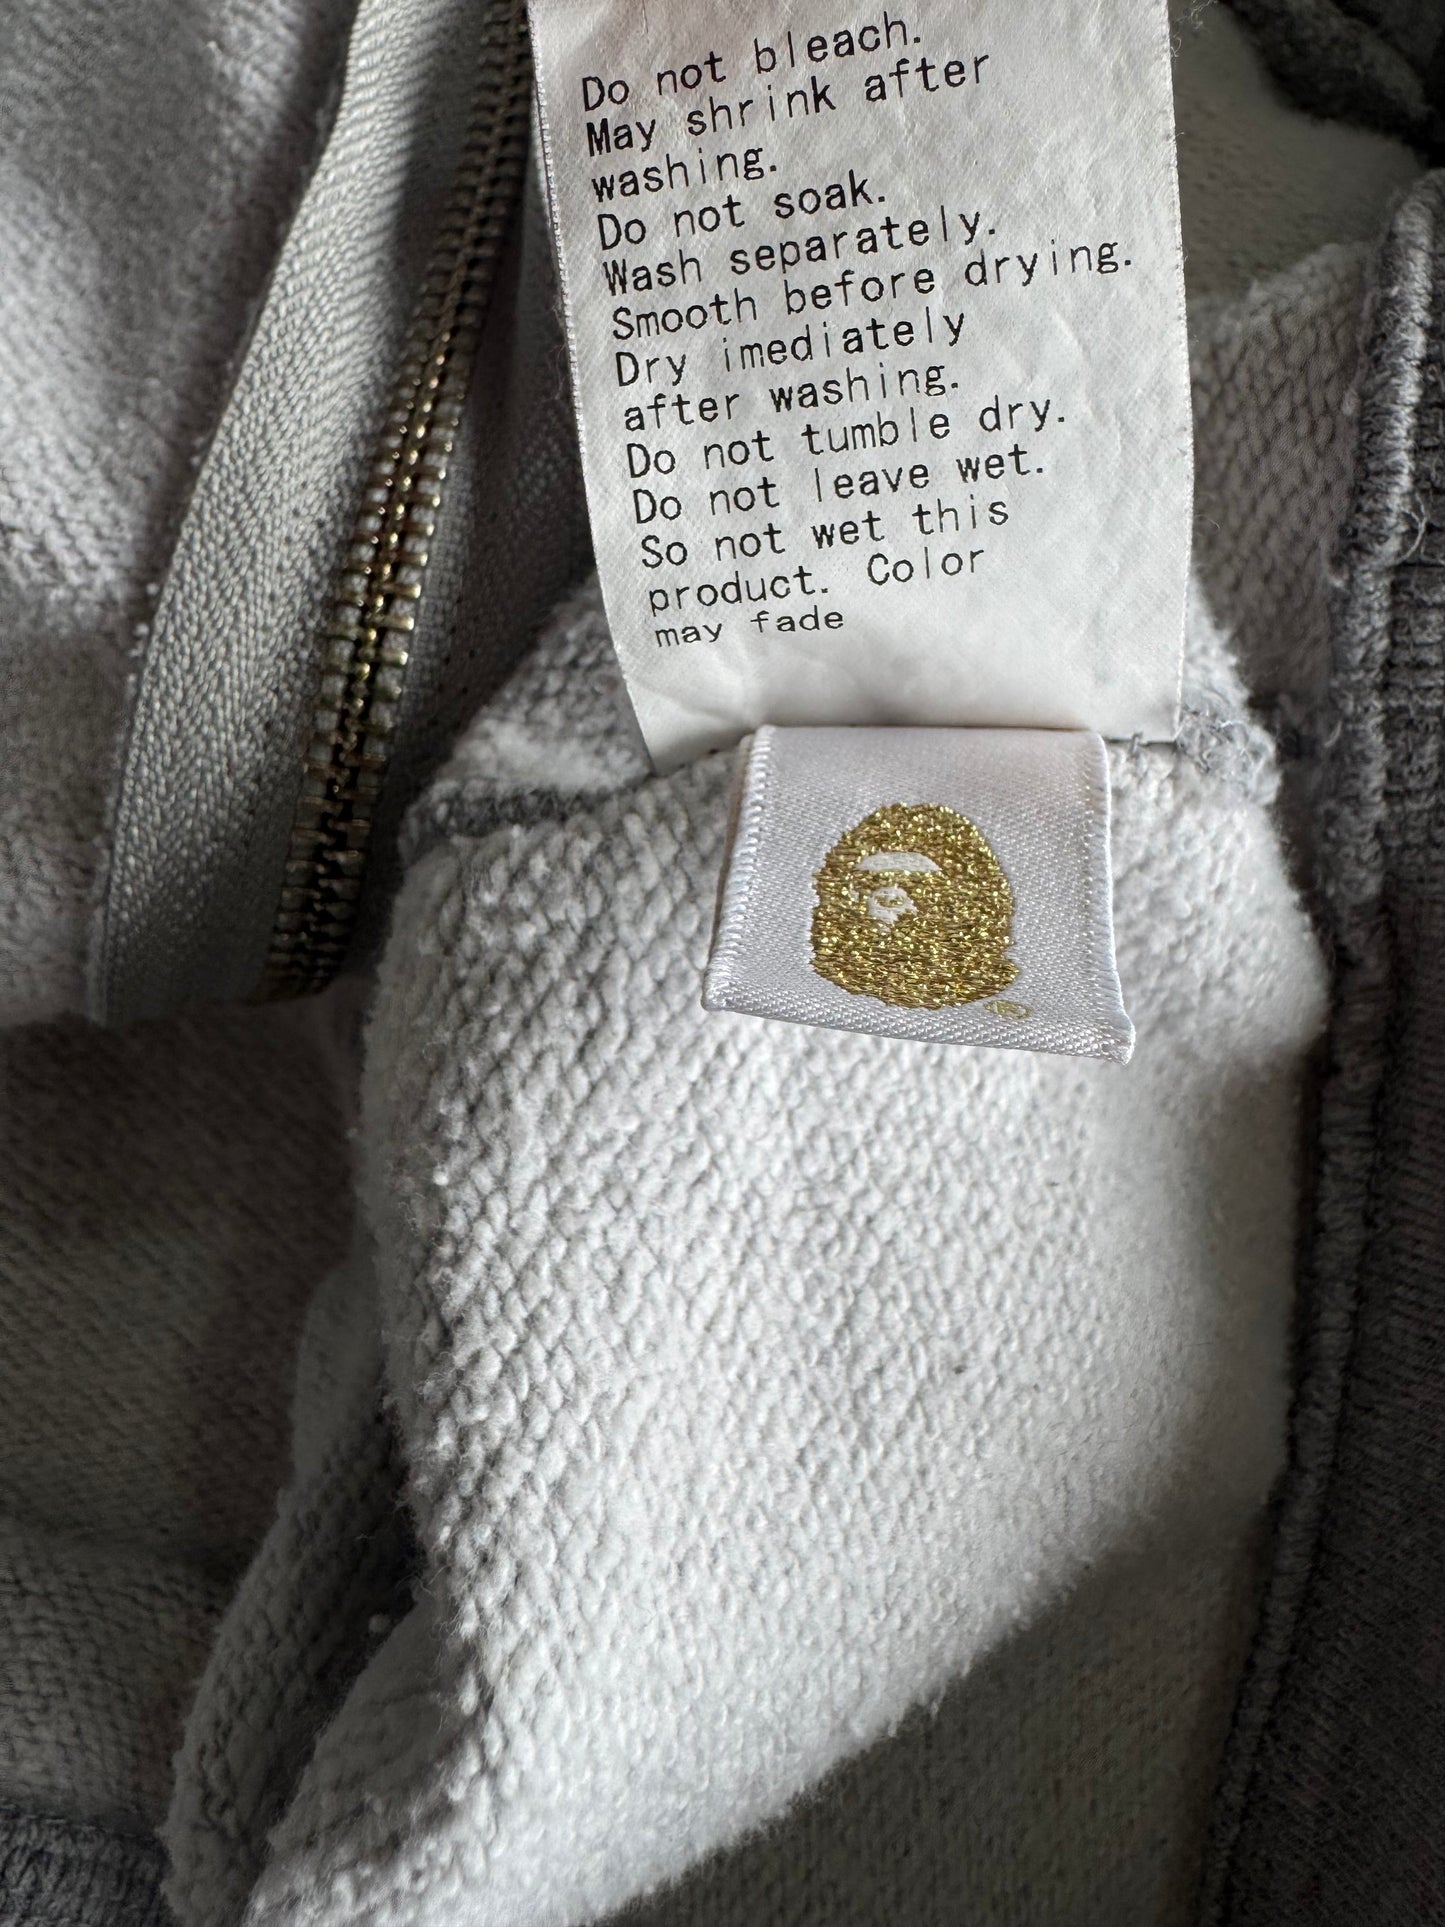 Do not bleach.
May shrink after
washing.
Do not soak.
Wash separately.
Smooth before drying.
Dry imediately
after washing.
Do not tumble dry.
Do not leave wet.
So not wet this
product. Color
may fade
®